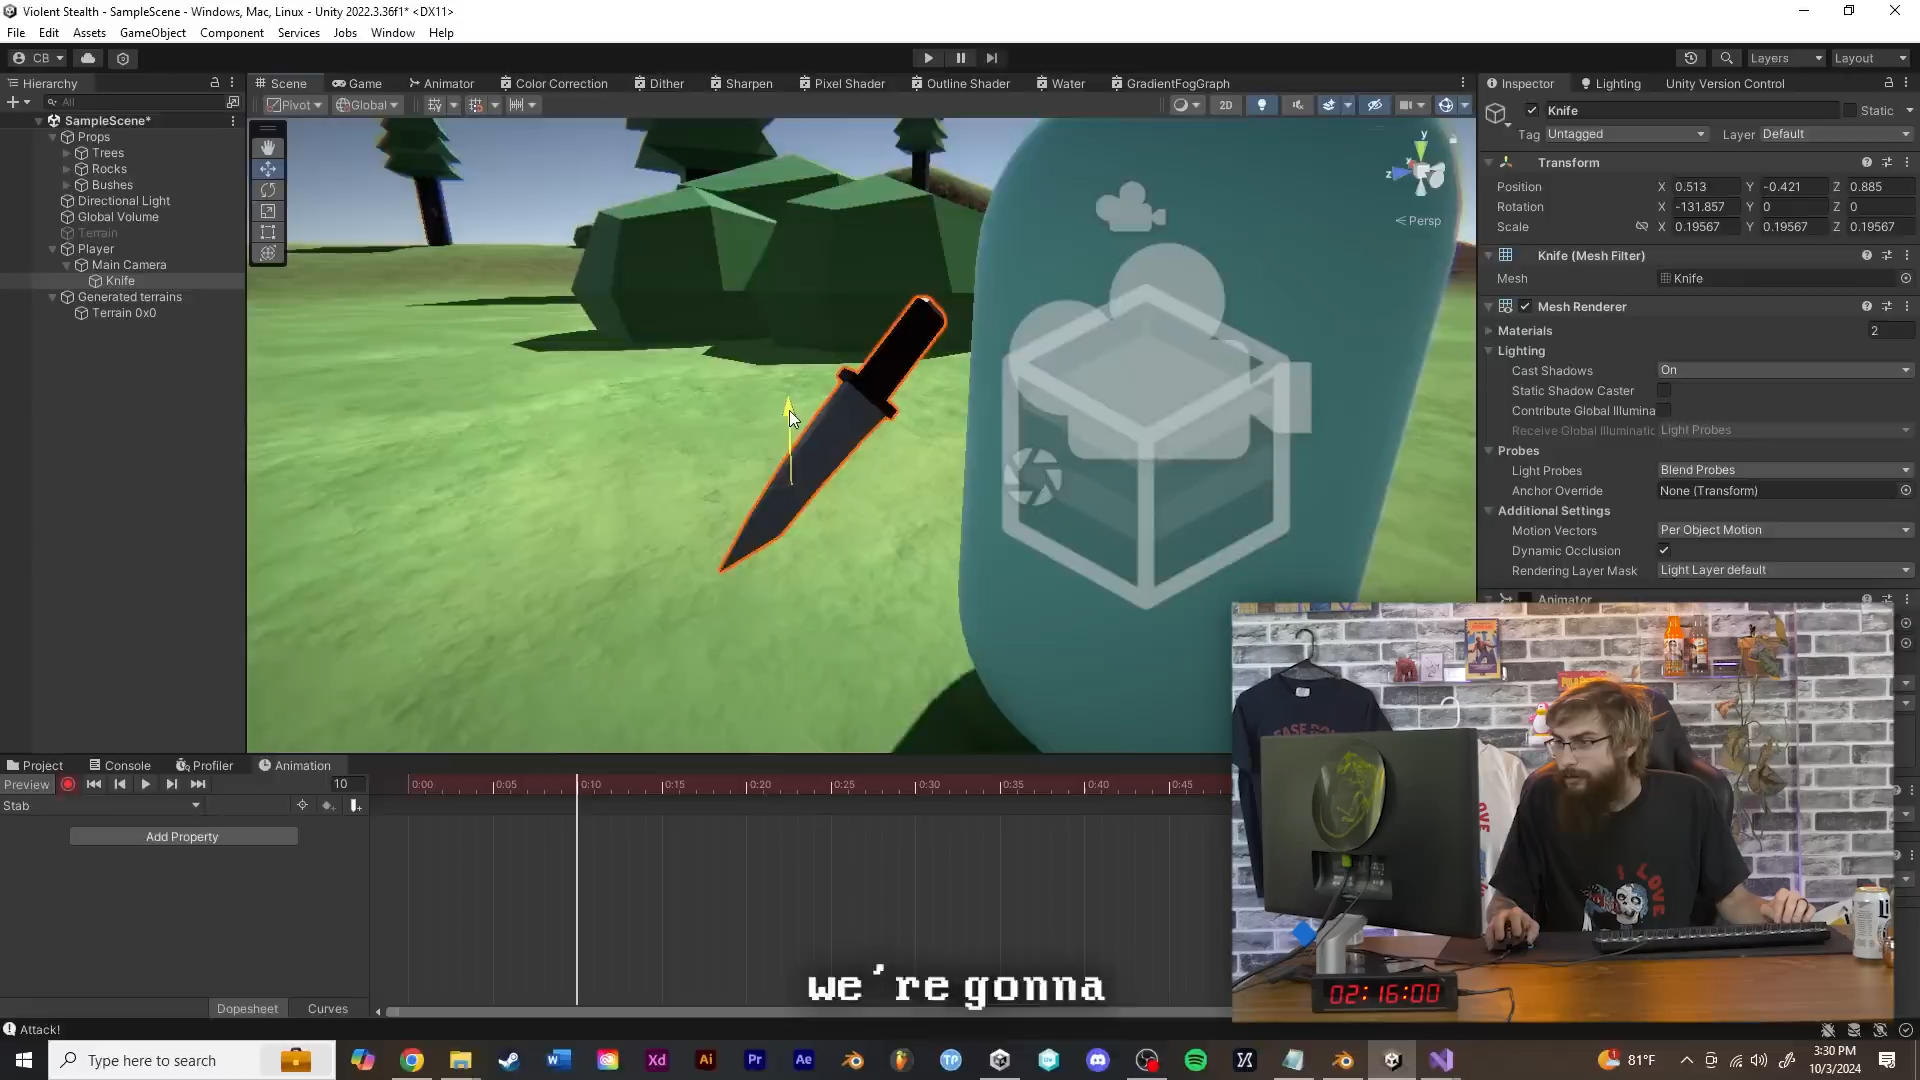 Violent Stealth - SampleScene - Windows, Mac, Linux - Unity 2022.3.36f1* <DX11>
File Edit Assets GameObject Component Services Jobs Window Help
CB Layers Layout
Hierarchy Scene Game Animator Color Correction Dither Sharpen Pixel Shader Outline Shader Water GradientFogGraph Inspector Lighting Unity Version Control
All Pivot Global 2D Knife Static
Tag Untagged Layer Default
SampleScene*
Props
Trees
Rocks
Bushes
Directional Light
Global Volume
Terrain
Player
Main Camera
Knife
Generated terrains
Terrain 0x0
y
x
z
Persp
Transform
Position X 0.513 Y -0.421 Z 0.885
Rotation X -131.857 Y 0 Z 0
Scale X 0.19567 Y 0.19567 Z 0.19567
Knife (Mesh Filter)
Mesh Knife
Mesh Renderer
Materials 2
Lighting
Cast Shadows On
Static Shadow Caster
Contribute Global Illumina
Receive Global Illuminatic Light Probes
Probes
Light Probes Blend Probes
Anchor Override None (Transform)
Additional Settings
Motion Vectors Per Object Motion
Dynamic Occlusion
Rendering Layer Mask Light Layer default
Animator
Project Console Profiler Animation
Preview 10 0:00 0:05 0:10 0:15 0:20 0:25 0:30 0:35 0:40 0:45
Stab
Add Property
I LOVE
we're gonna
02:16:00
Dopesheet Curves
Attack!
Type here to search
Xd Ai Pr Ae
81°F
3:30 PM
10/3/2024